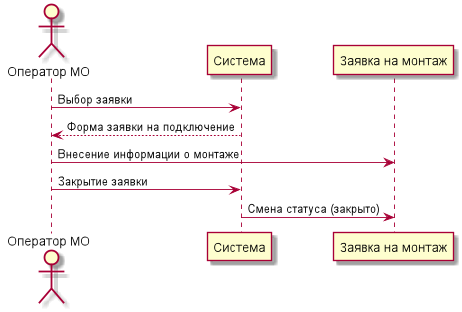 Оператор МО
Система
Заявка на монтаж
Выбор заявки
Форма заявки на подключение
Внесение информации о монтаже
Закрытие заявки
Смена статуса (закрыто)
Оператор МО
Система
Заявка на монтаж